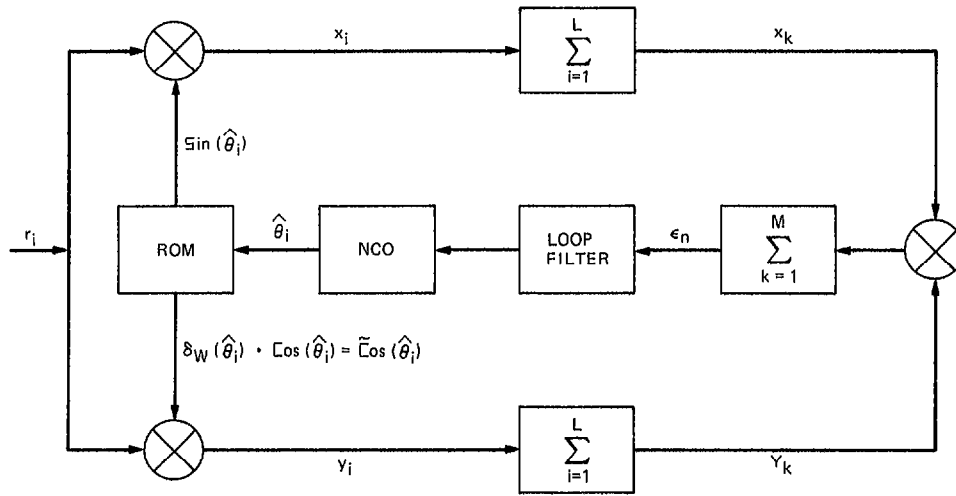 x_i
L
∑
i=1
x_k
Sin (θ̂_i)
r_i
ROM
θ̂_i
NCO
LOOP
FILTER
ϵ_n
M
∑
k = 1
δ_W (θ̂_i) · Cos (θ̂_i) = C̃os (θ̂_i)
y_i
L
∑
i=1
Y_k